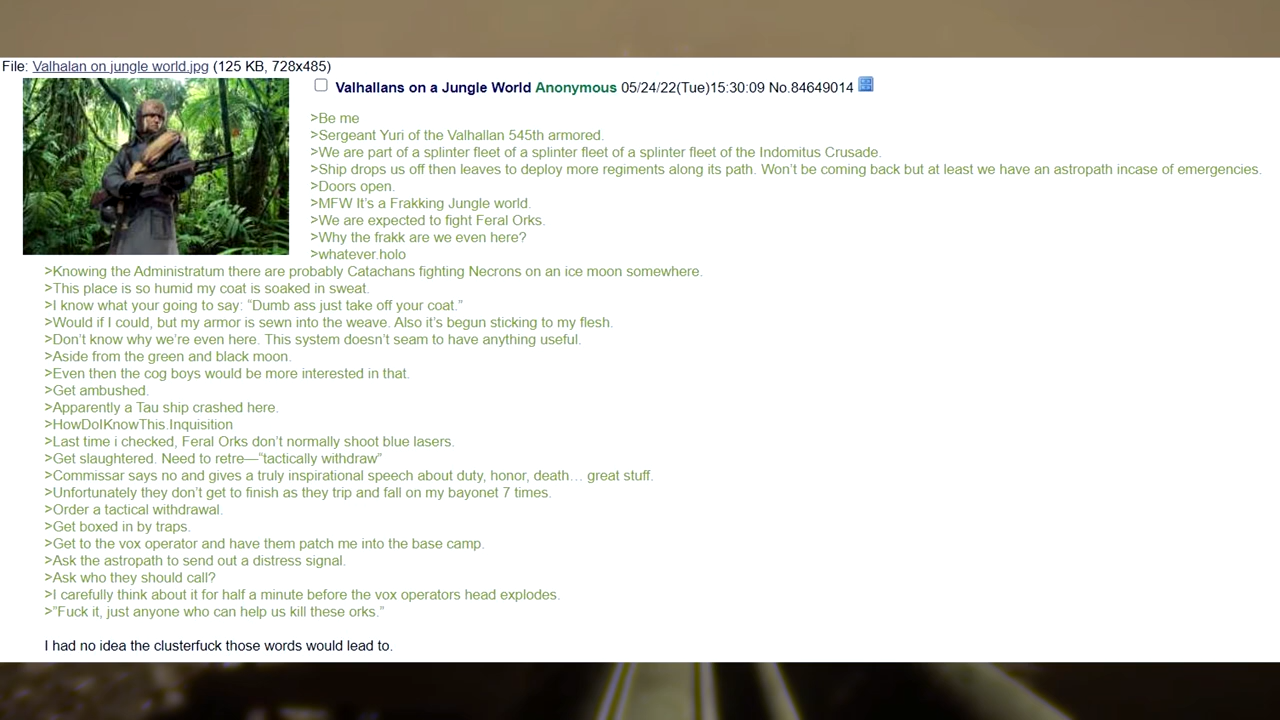 File: Valhalan on jungle world.jpg (125 KB, 728x485)
Valhallans on a Jungle World Anonymous 05/24/22(Tue)15:30:09 No.84649014
>Be me
>Sergeant Yuri of the Valhallan 545th armored.
>We are part of a splinter fleet of a splinter fleet of a splinter fleet of the Indomitus Crusade.
>Ship drops us off then leaves to deploy more regiments along its path. Won't be coming back but at least we have an astropath incase of emergencies.
>Doors open.
>MFW It's a Frakking Jungle world.
>We are expected to fight Feral Orks.
>Why the frakk are we even here?
>whatever.holo
>Knowing the Administratum there are probably Catachans fighting Necrons on an ice moon somewhere.
>This place is so humid my coat is soaked in sweat.
>I know what your going to say: “Dumb ass just take off your coat.”
>Would if I could, but my armor is sewn into the weave. Also it's begun sticking to my flesh.
>Don't know why we're even here. This system doesn't seam to have anything useful.
>Aside from the green and black moon.
>Even then the cog boys would be more interested in that.
>Get ambushed.
>Apparently a Tau ship crashed here.
>HowDoIKnowThis.Inquisition
>Last time i checked, Feral Orks don't normally shoot blue lasers.
>Get slaughtered. Need to retre—“tactically withdraw”
>Commissar says no and gives a truly inspirational speech about duty, honor, death… great stuff.
>Unfortunately they don't get to finish as they trip and fall on my bayonet 7 times.
>Order a tactical withdrawal.
>Get boxed in by traps.
>Get to the vox operator and have them patch me into the base camp.
>Ask the astropath to send out a distress signal.
>Ask who they should call?
>I carefully think about it for half a minute before the vox operators head explodes.
>”Fuck it, just anyone who can help us kill these orks.”
I had no idea the clusterfuck those words would lead to.